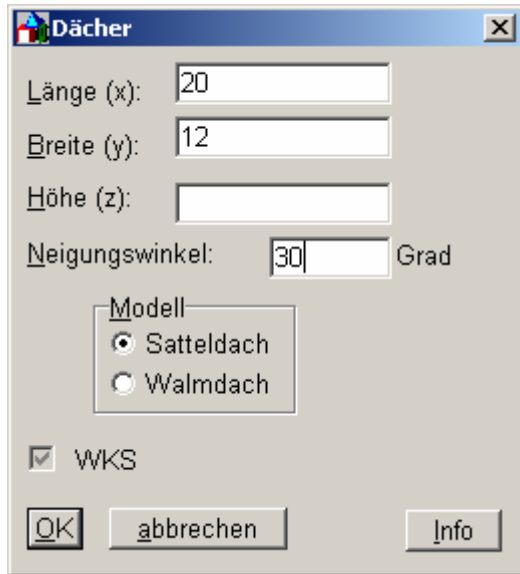 Dächer
Länge (x): 20
Breite (y): 12
Höhe (z):
Neigungswinkel: 30 Grad
Modell
Satteldach
Walmdach
WKS
OK abbrechen Info